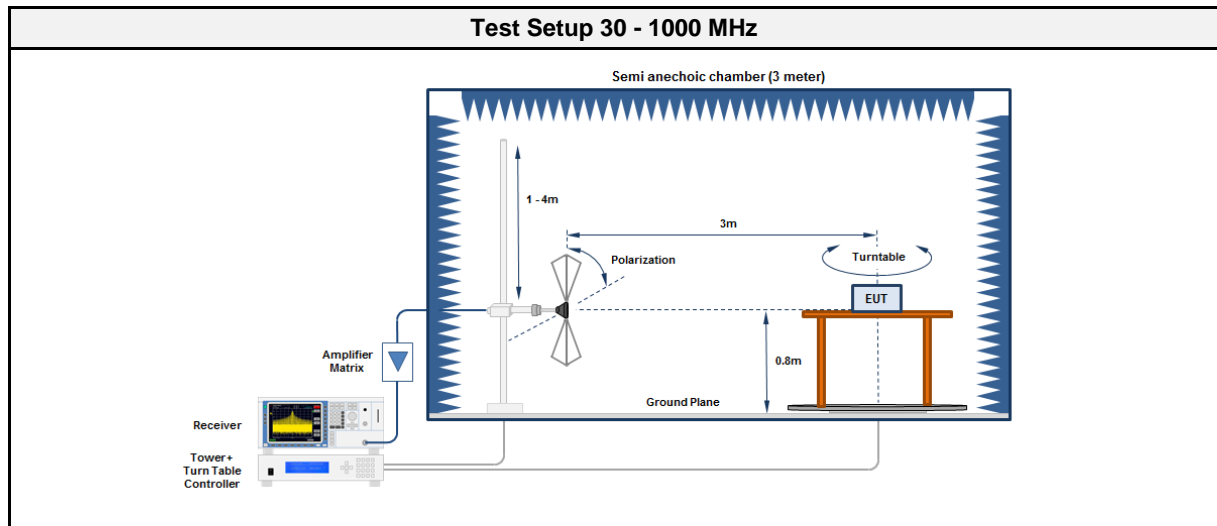 Test Setup 30 - 1000 MHz
Semi anechoic chamber (3 meter)
1 - 4m
3m
Polarization
Turntable
EUT
Amplifier
Matrix
0.8m
Ground Plane
Receiver
Tower+
Turn Table
Controller